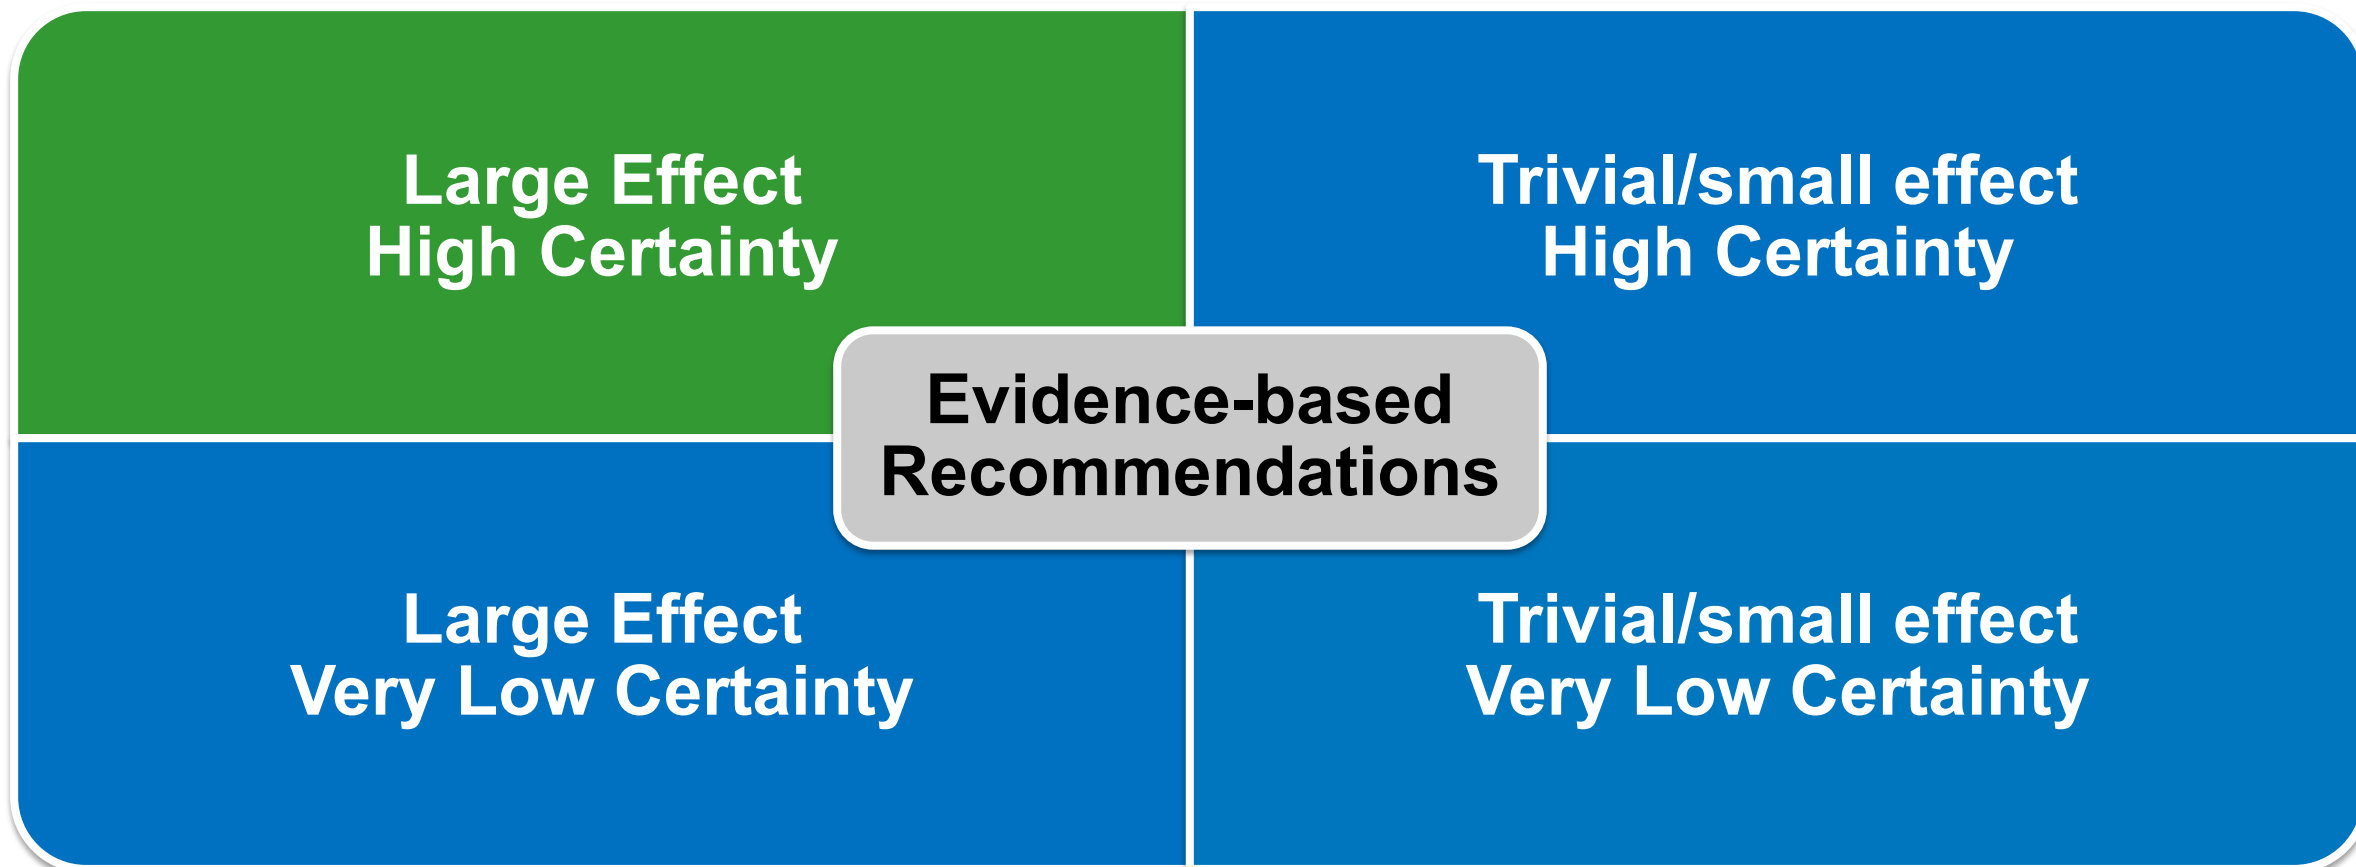 Large Effect
High Certainty
Trivial/small effect
High Certainty
Evidence-based
Recommendations
Large Effect
Very Low Certainty
Trivial/small effect
Very Low Certainty